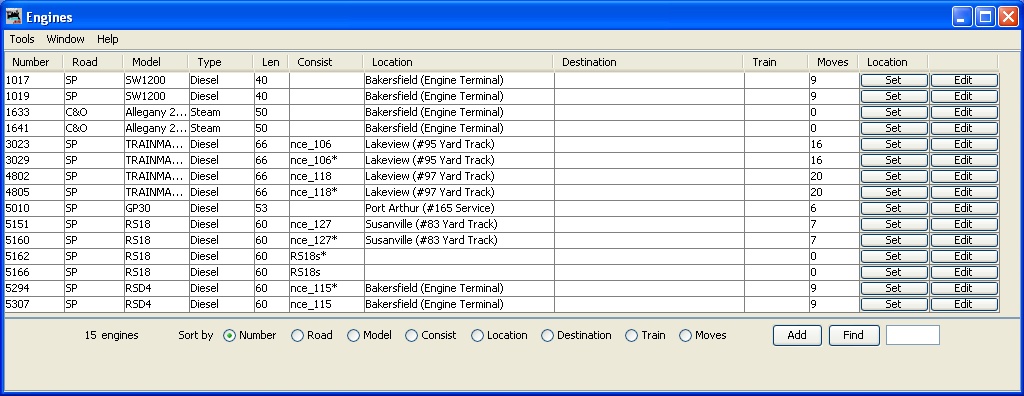 Engines
Tools Window Help
Number Road Model Type Len Consist Location Destination Train Moves Location
1017 SP SW1200 Diesel 40 Bakersfield (Engine Terminal) 9 Set Edit
1019 SP SW1200 Diesel 40 Bakersfield (Engine Terminal) 9 Set Edit
1633 C&O Allegany 2... Steam 50 Bakersfield (Engine Terminal) 0 Set Edit
1641 C&O Allegany 2... Steam 50 Bakersfield (Engine Terminal) 0 Set Edit
3023 SP TRAINMA... Diesel 66 nce_106 Lakeview (#95 Yard Track) 16 Set Edit
3029 SP TRAINMA... Diesel 66 nce_106* Lakeview (#95 Yard Track) 16 Set Edit
4802 SP TRAINMA... Diesel 66 nce_118 Lakeview (#97 Yard Track) 20 Set Edit
4805 SP TRAINMA... Diesel 66 nce_118* Lakeview (#97 Yard Track) 20 Set Edit
5010 SP GP30 Diesel 53 Port Arthur (#165 Service) 6 Set Edit
5151 SP RS18 Diesel 60 nce_127 Susanville (#83 Yard Track) 7 Set Edit
5160 SP RS18 Diesel 60 nce_127* Susanville (#83 Yard Track) 7 Set Edit
5162 SP RS18 Diesel 60 RS18s* 0 Set Edit
5166 SP RS18 Diesel 60 RS18s 0 Set Edit
5294 SP RSD4 Diesel 60 nce_115* Bakersfield (Engine Terminal) 9 Set Edit
5307 SP RSD4 Diesel 60 nce_115 Bakersfield (Engine Terminal) 9 Set Edit
15 engines Sort by Number Road Model Consist Location Destination Train Moves Add Find